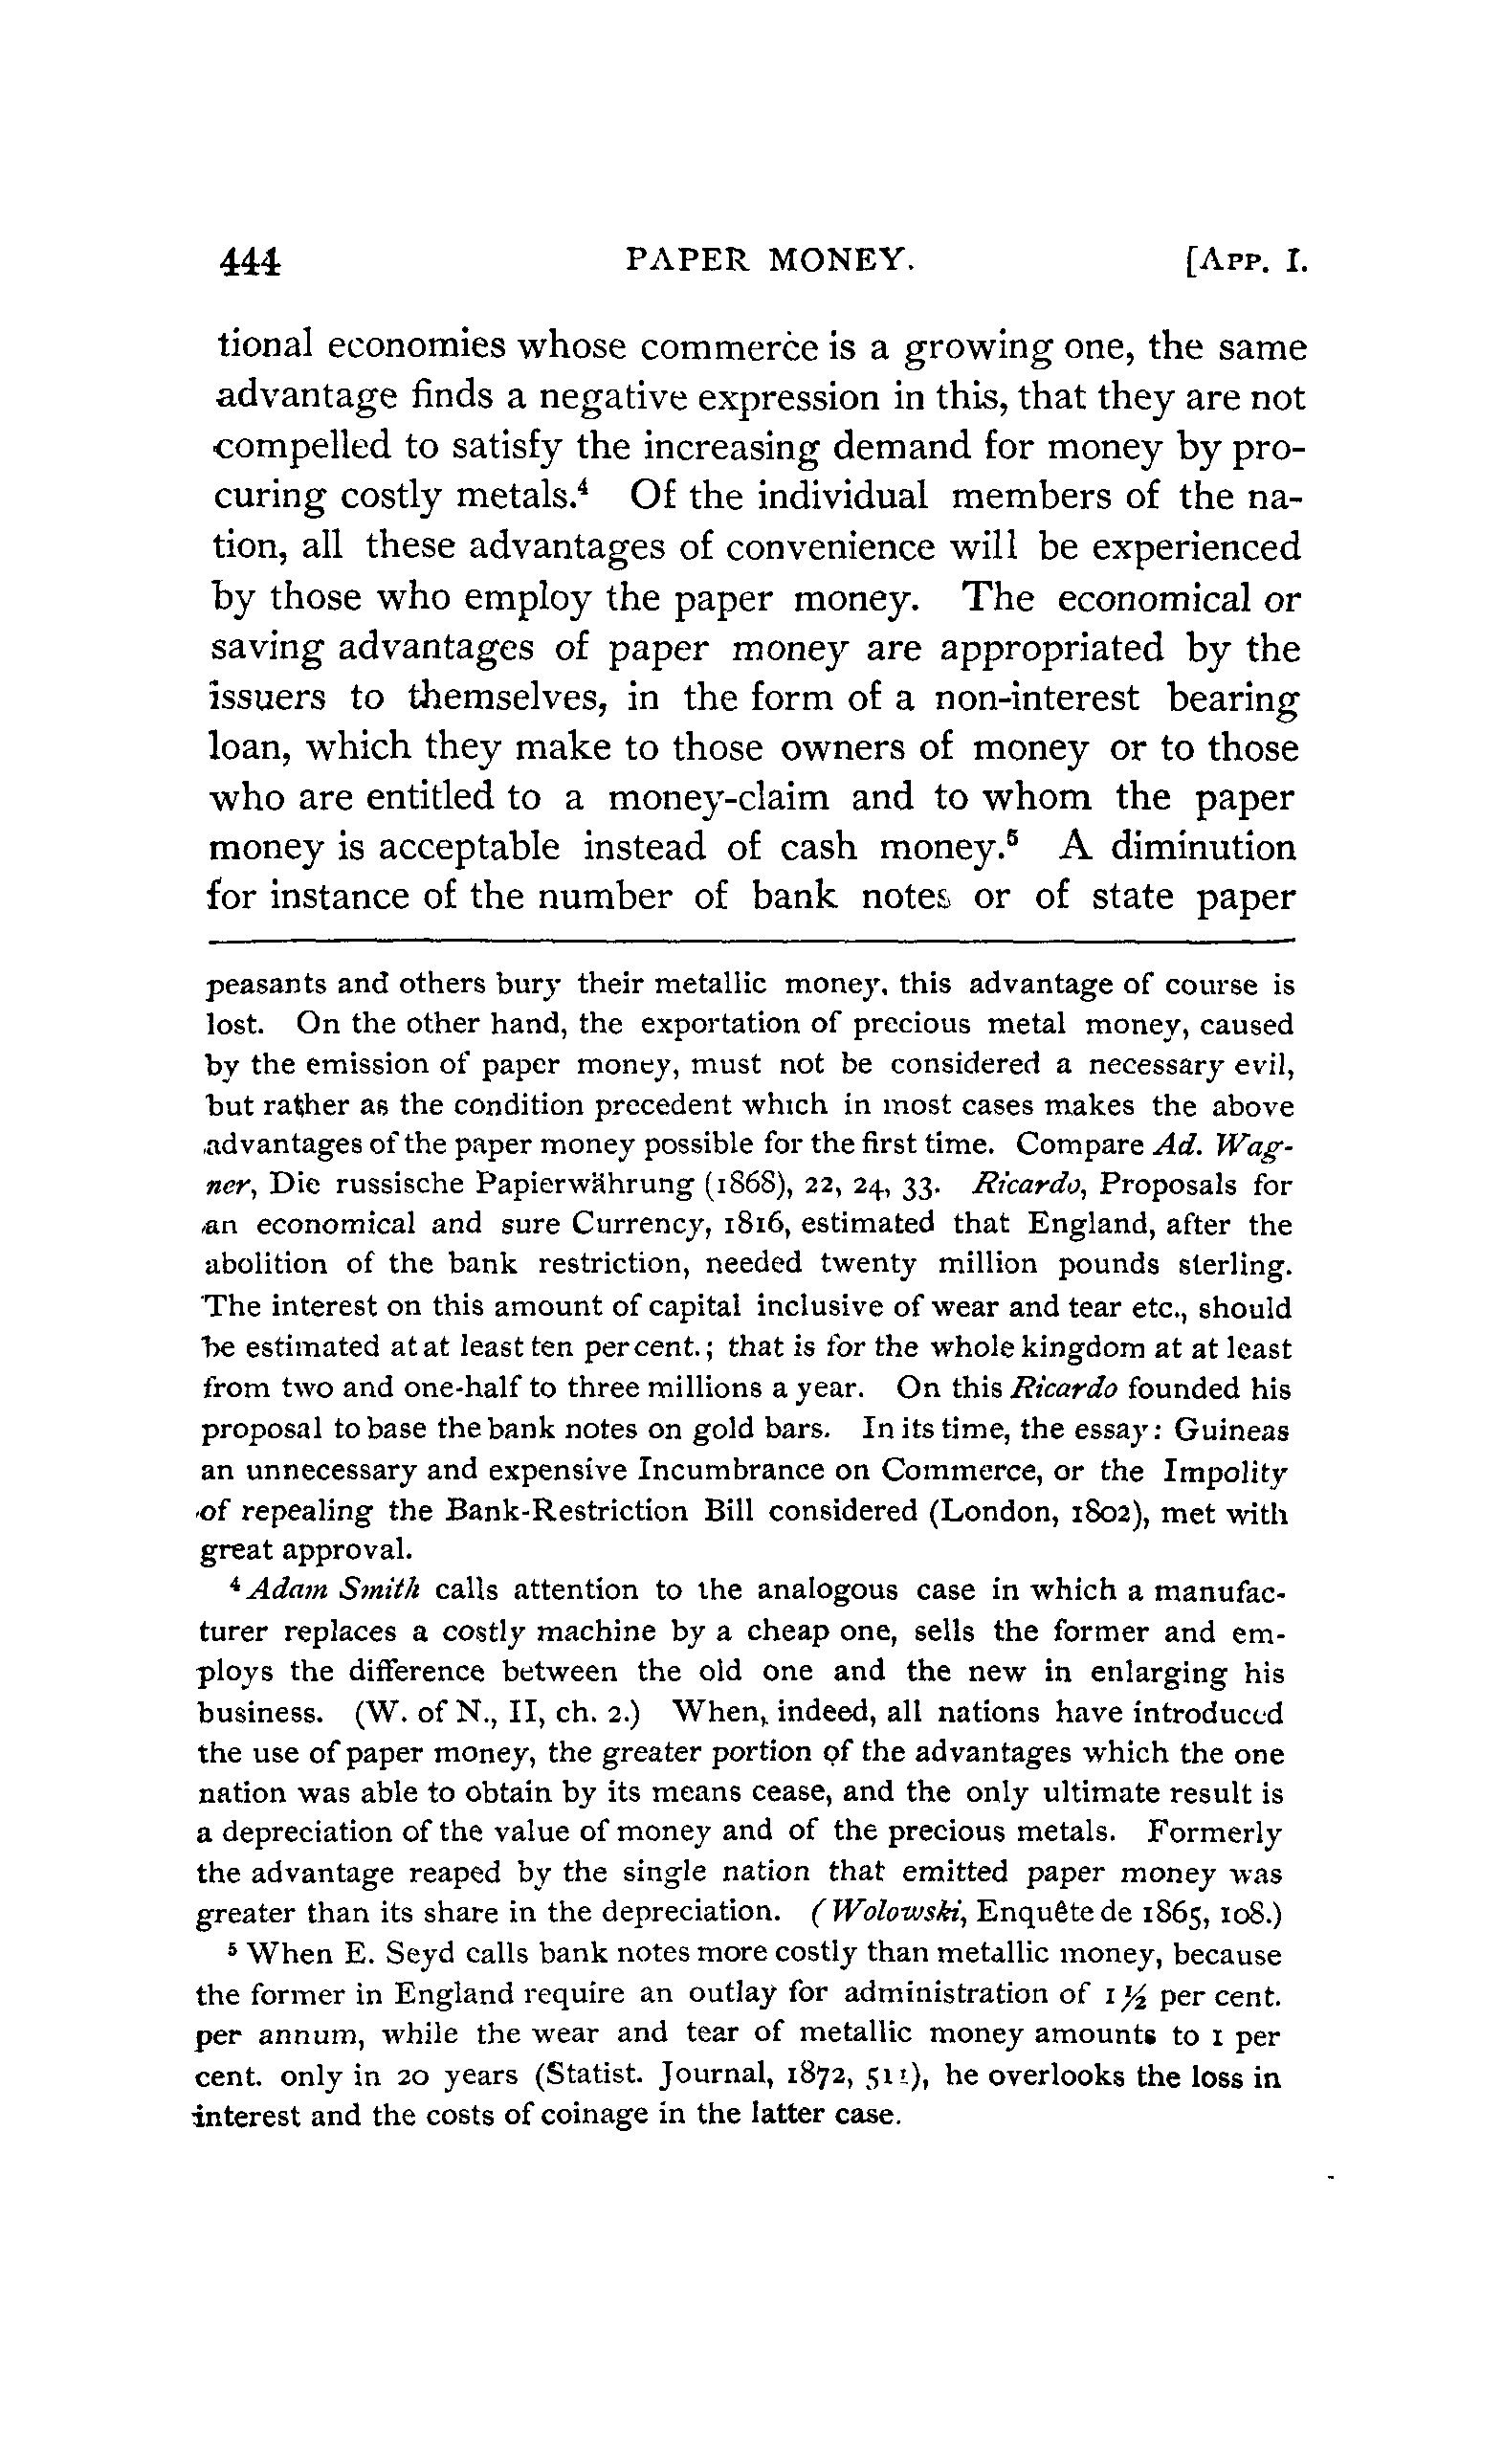 444 PAPER MONEY. [APP. I.
tional economies whose commerce is a growing one, the same
advantage finds a negative expression in this, that they are not
compelled to satisfy the increasing demand for money by pro-
curing costly metals.⁴ Of the individual members of the na-
tion, all these advantages of convenience will be experienced
by those who employ the paper money. The economical or
saving advantages of paper money are appropriated by the
issuers to themselves, in the form of a non-interest bearing
loan, which they make to those owners of money or to those
who are entitled to a money-claim and to whom the paper
money is acceptable instead of cash money.⁵ A diminution
for instance of the number of bank notes or of state paper
peasants and others bury their metallic money, this advantage of course is
lost. On the other hand, the exportation of precious metal money, caused
by the emission of paper money, must not be considered a necessary evil,
but rather as the condition precedent which in most cases makes the above
advantages of the paper money possible for the first time. Compare Ad. Wag-
ner, Die russische Papierwährung (1868), 22, 24, 33. Ricardo, Proposals for
an economical and sure Currency, 1816, estimated that England, after the
abolition of the bank restriction, needed twenty million pounds sterling.
The interest on this amount of capital inclusive of wear and tear etc., should
be estimated at at least ten per cent.; that is for the whole kingdom at at least
from two and one-half to three millions a year. On this Ricardo founded his
proposal to base the bank notes on gold bars. In its time, the essay: Guineas
an unnecessary and expensive Incumbrance on Commerce, or the Impolity
of repealing the Bank-Restriction Bill considered (London, 1802), met with
great approval.
⁴ Adam Smith calls attention to the analogous case in which a manufac-
turer replaces a costly machine by a cheap one, sells the former and em-
ploys the difference between the old one and the new in enlarging his
business. (W. of N., II, ch. 2.) When, indeed, all nations have introduced
the use of paper money, the greater portion of the advantages which the one
nation was able to obtain by its means cease, and the only ultimate result is
a depreciation of the value of money and of the precious metals. Formerly
the advantage reaped by the single nation that emitted paper money was
greater than its share in the depreciation. (Wolowski, Enquête de 1865, 108.)
⁵ When E. Seyd calls bank notes more costly than metallic money, because
the former in England require an outlay for administration of 1½ per cent.
per annum, while the wear and tear of metallic money amounts to 1 per
cent. only in 20 years (Statist. Journal, 1872, 511), he overlooks the loss in
interest and the costs of coinage in the latter case.